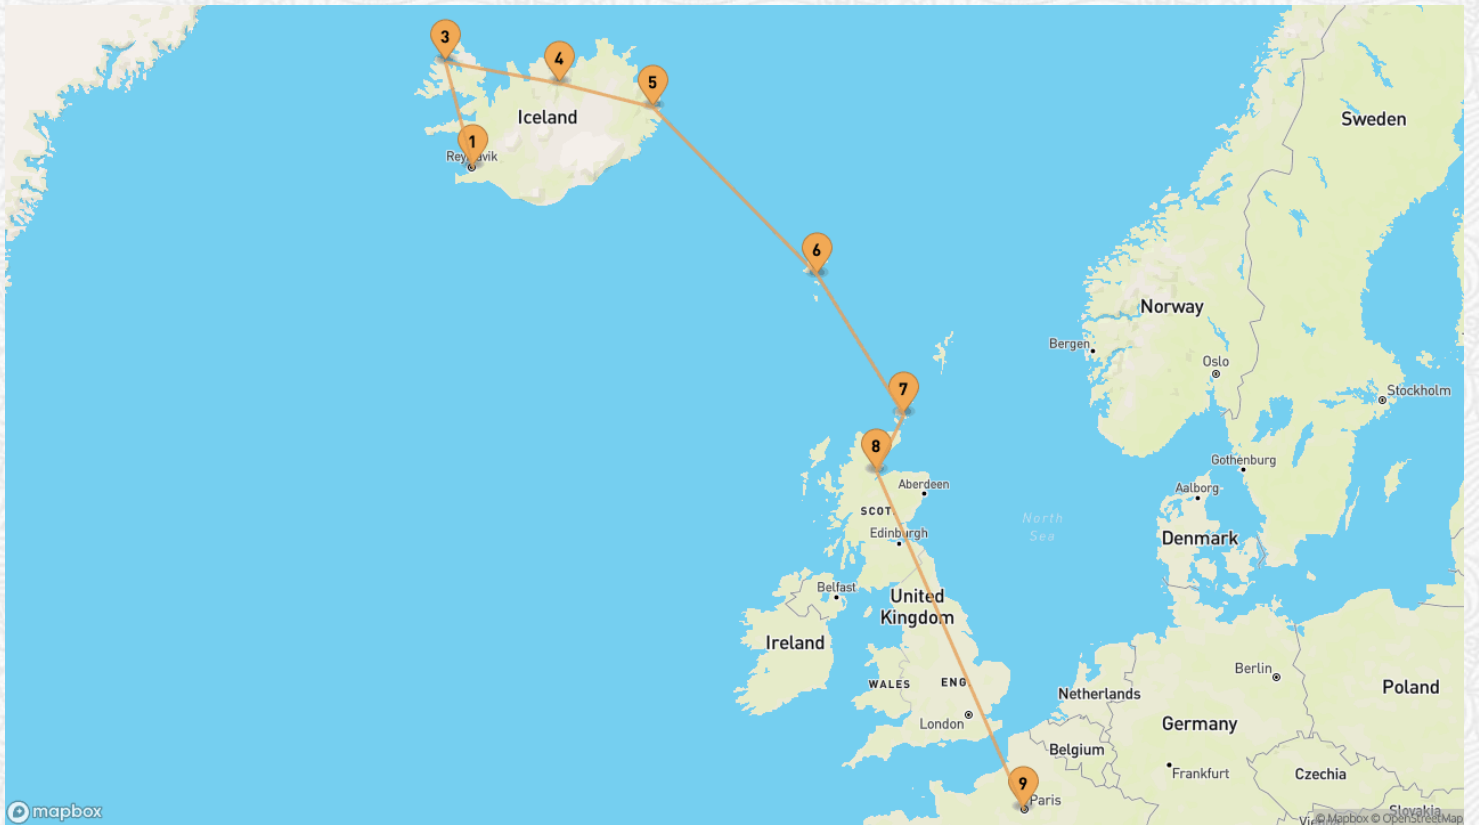 3
4
5
Iceland
Sweden
1
Reykjavik
6
Norway
Bergen
Oslo
7
Stockholm
8
Gothenburg
Aberdeen
Aalborg
SCOT
North
Sea
Edinburgh
Denmark
Belfast
United
Kingdom
Ireland
Berlin
WALES
ENG
Netherlands
Poland
London
Germany
Belgium
Frankfurt
Czechia
9
Paris
mapbox
Slovakia
© Mapbox © OpenStreetMap